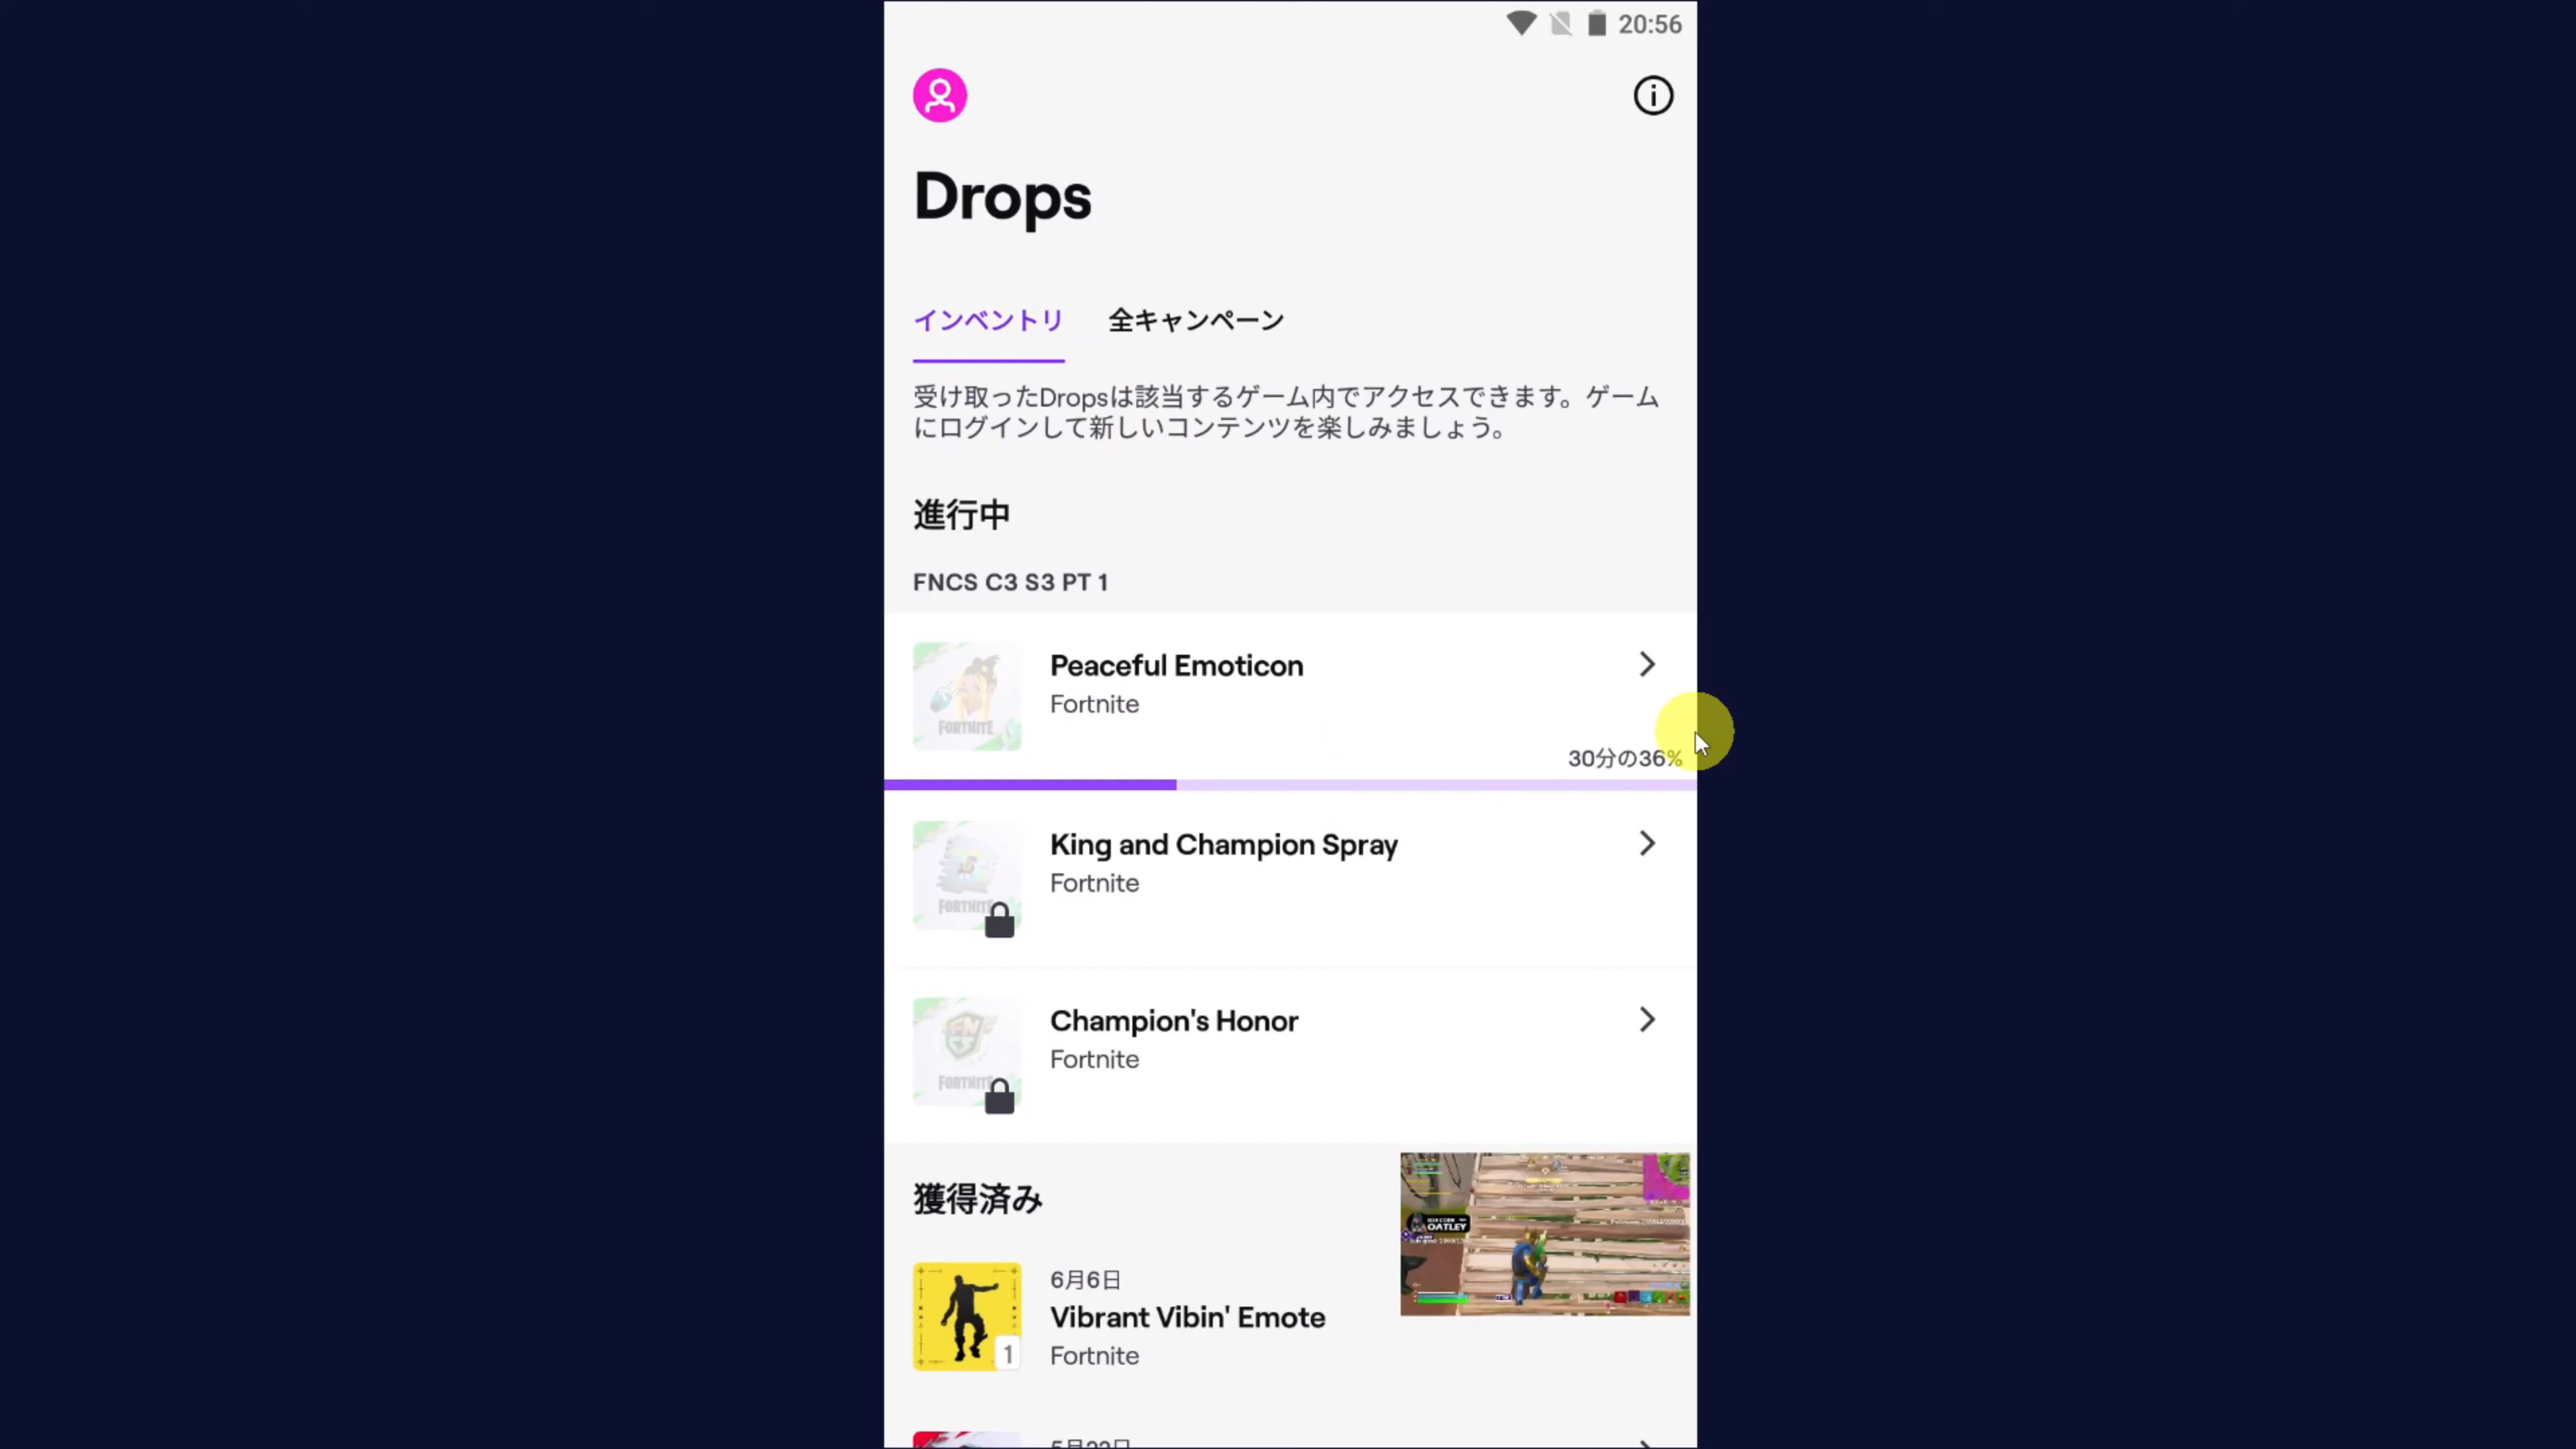 20:56
Drops
インベントリ 全キャンペーン
受け取ったDropsは該当するゲーム内でアクセスできます。ゲーム
にログインして新しいコンテンツを楽しみましょう。
進行中
FNCS C3 S3 PT 1
Peaceful Emoticon
Fortnite
FORTNITE
30分の36%
King and Champion Spray
Fortnite
FORTNITE
Champion's Honor
Fortnite
FORTNITE
獲得済み
OATLEY
6月6日
Vibrant Vibin' Emote
Fortnite
1